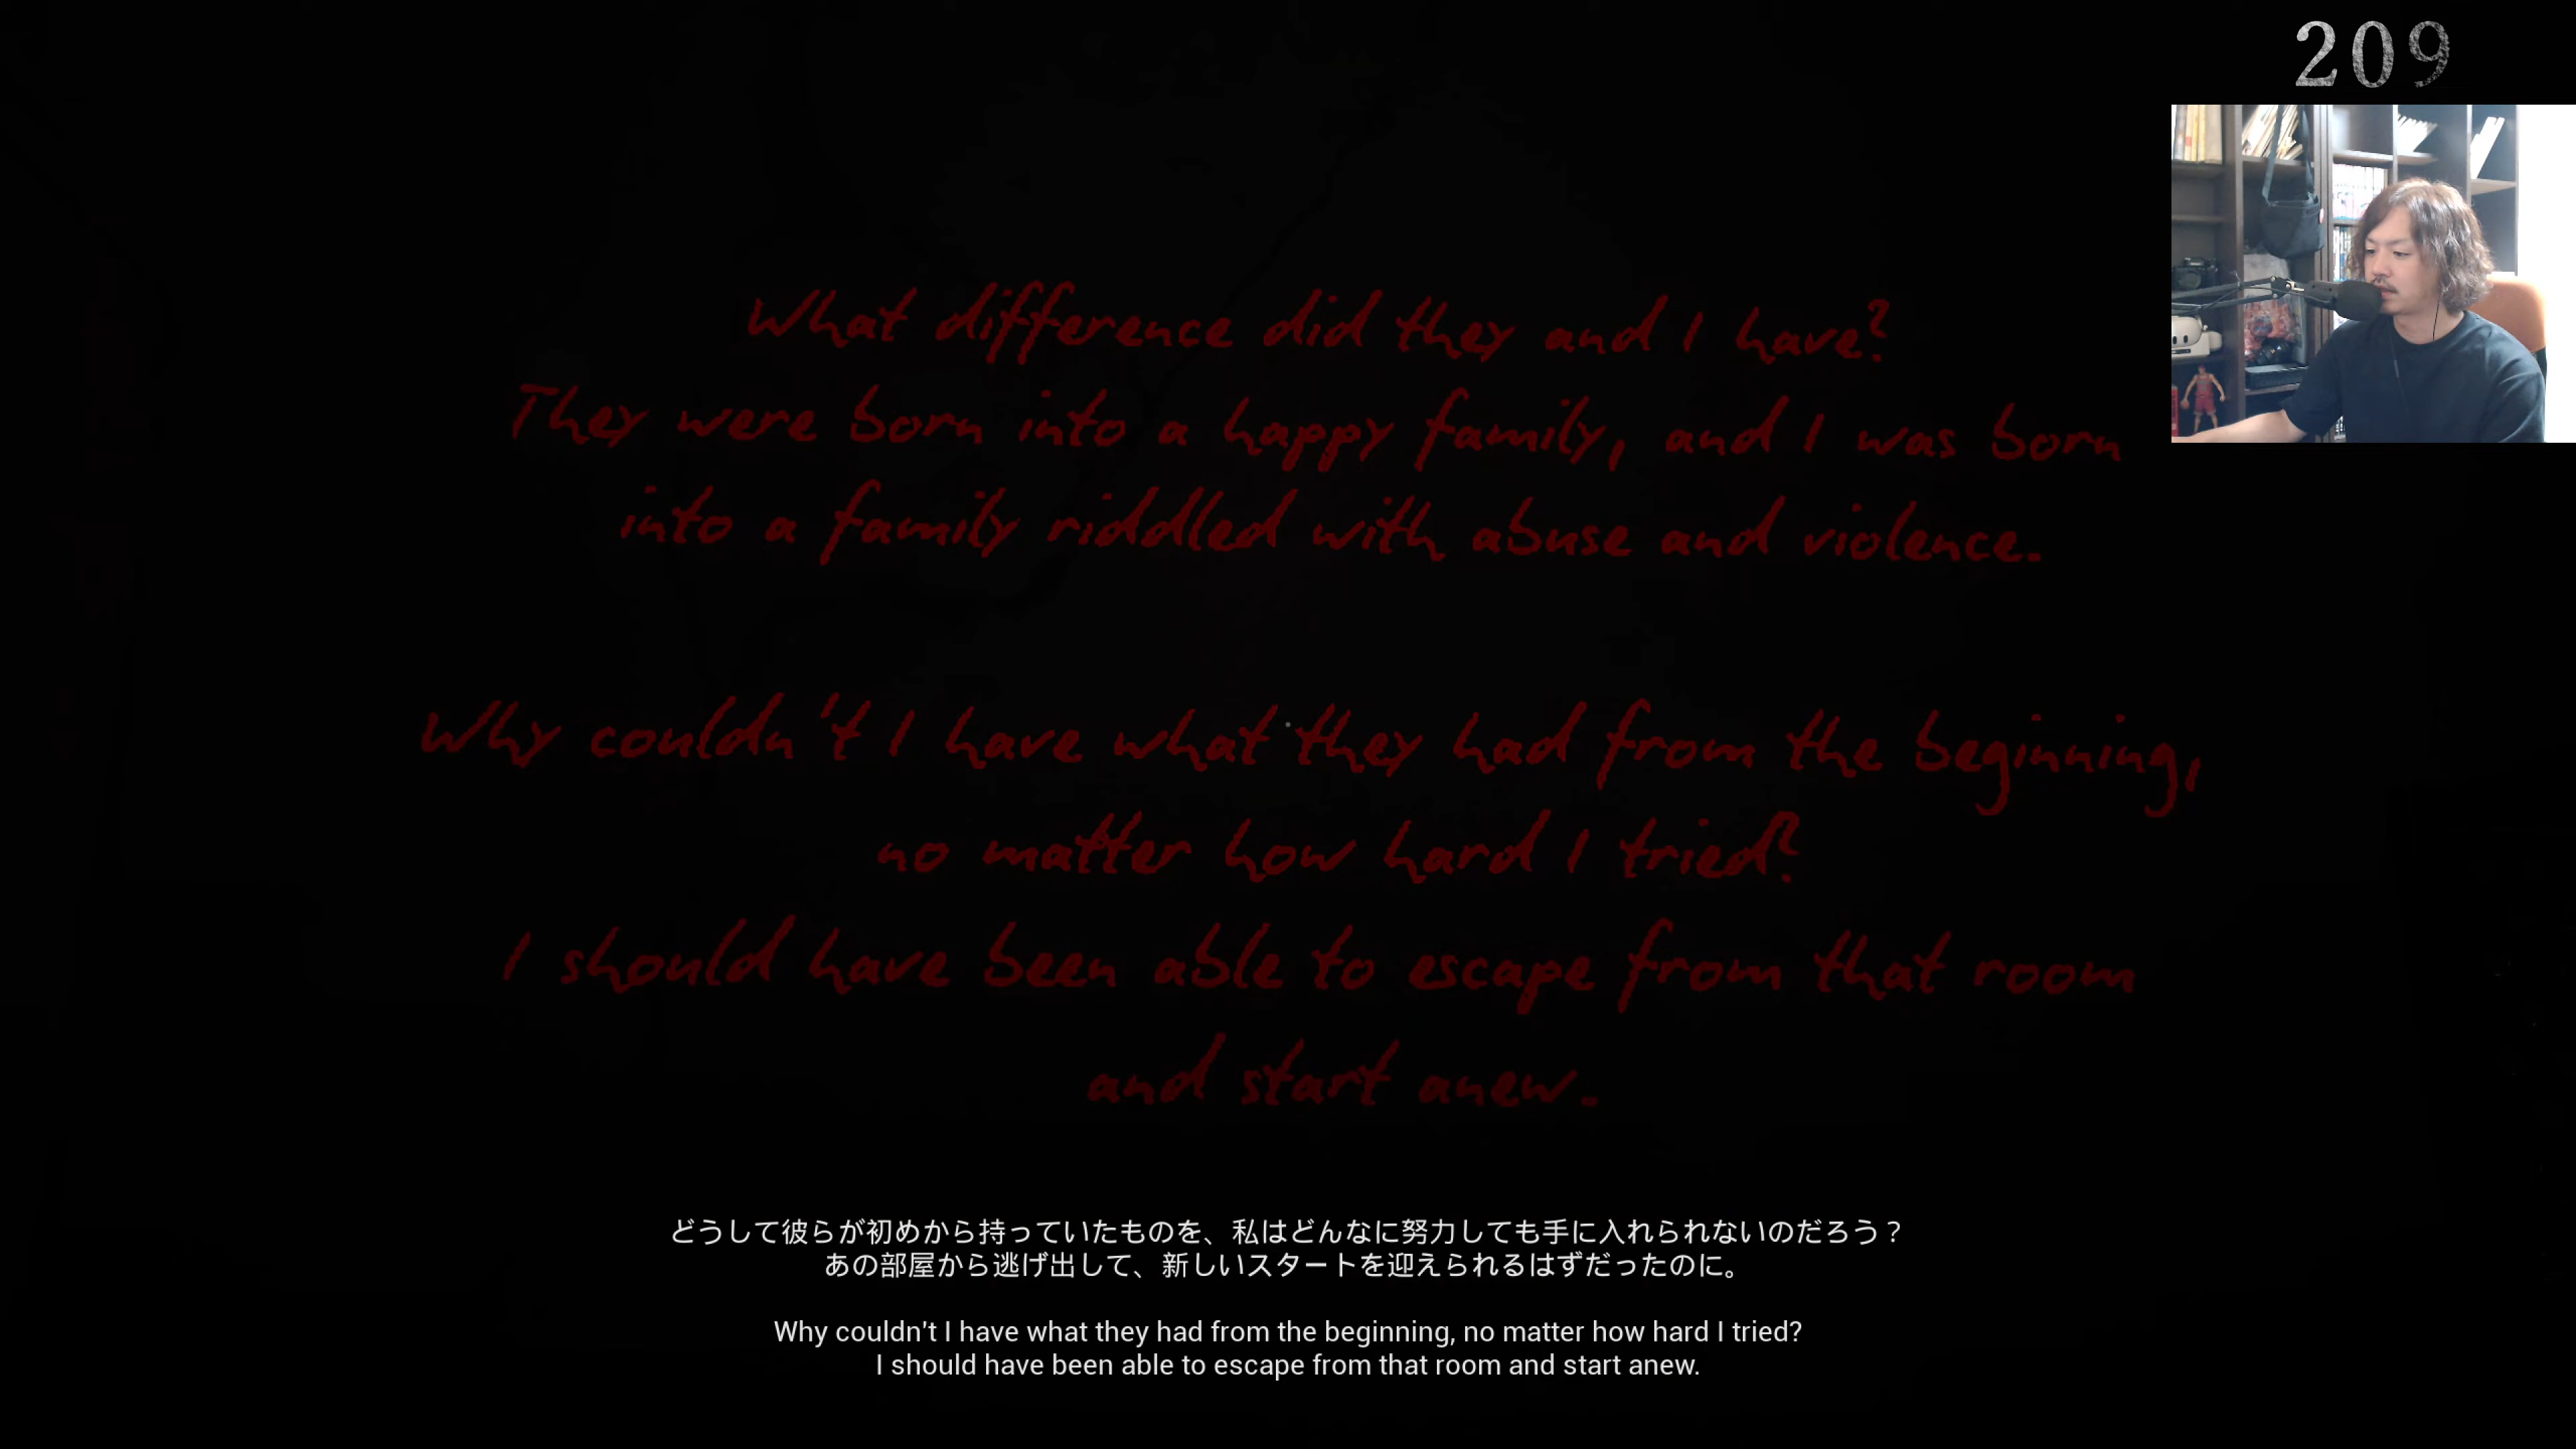 209
What difference did they and I have?
They were born into a happy family, and I was born
into a family riddled with abuse and violence.
Why couldn't I have what they had from the beginning,
no matter how hard I tried?
I should have been able to escape from that room
and start anew.
どうして彼らが初めから持っていたものを、私はどんなに努力しても手に入れられないのだろう？
あの部屋から逃げ出して、新しいスタートを迎えられるはずだったのに。
Why couldn't I have what they had from the beginning, no matter how hard I tried?
I should have been able to escape from that room and start anew.